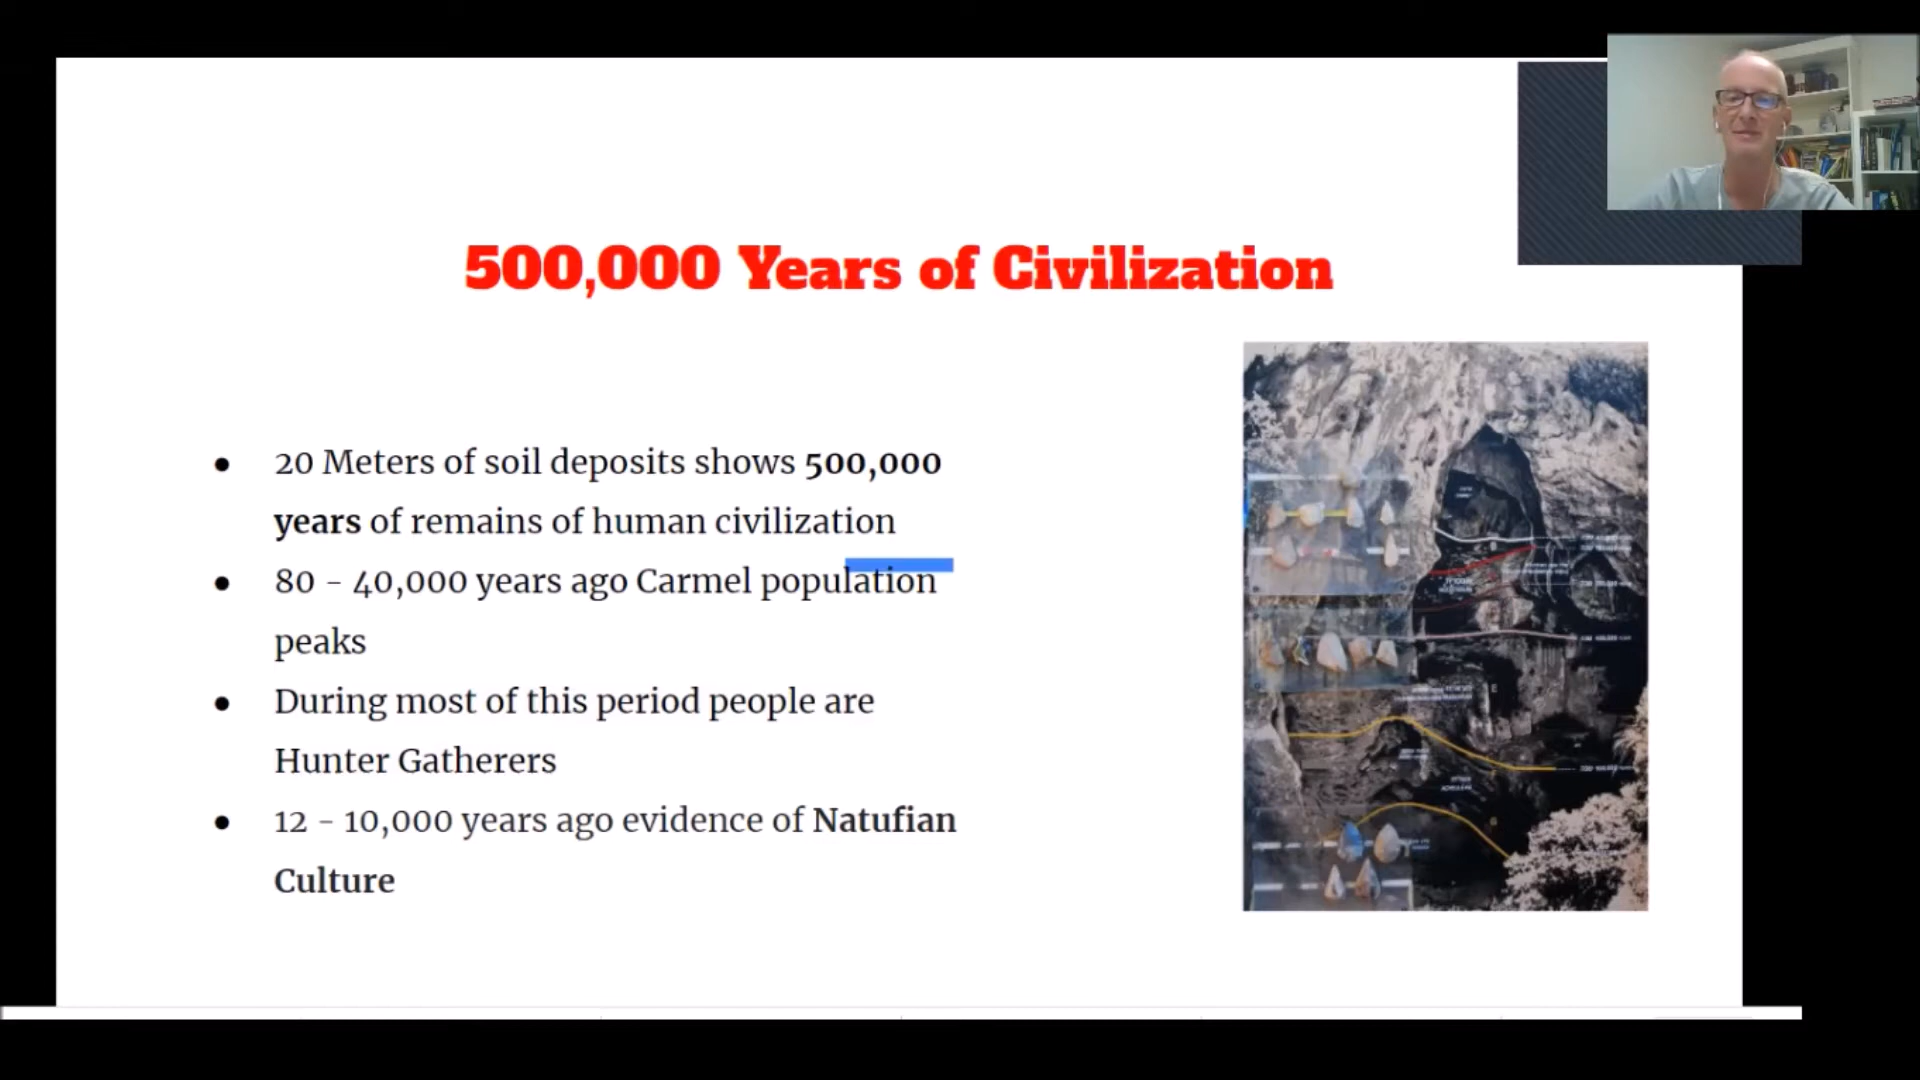 500,000 Years of Civilization
● 20 Meters of soil deposits shows 500,000
years of remains of human civilization
● 80 - 40,000 years ago Carmel population
peaks
● During most of this period people are
Hunter Gatherers
● 12 - 10,000 years ago evidence of Natufian
Culture